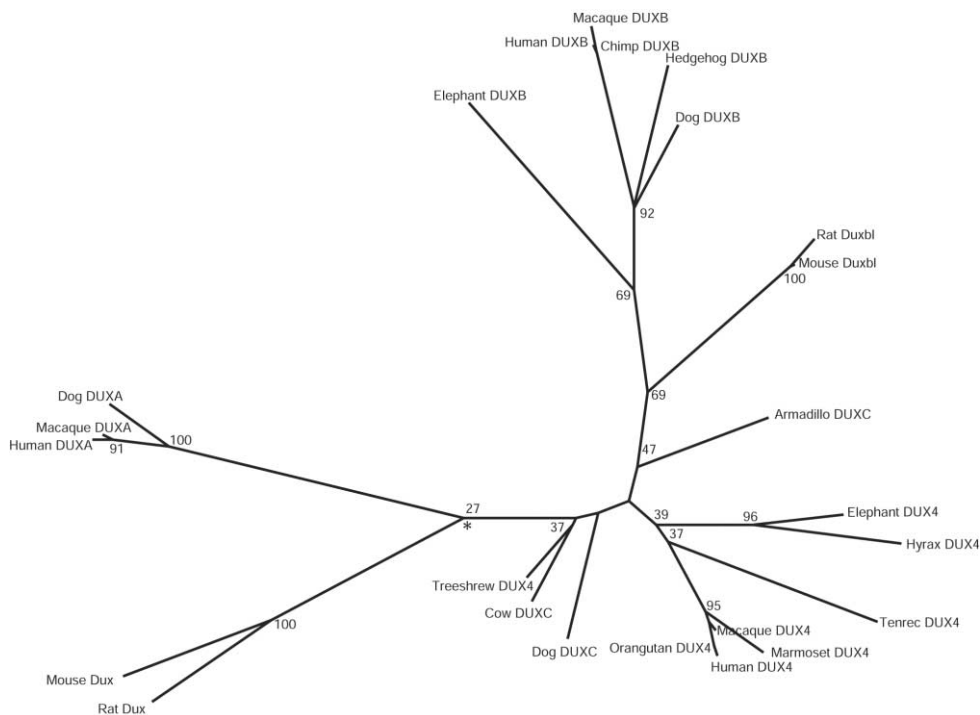 Macaque DUXB
Human DUXB
Chimp DUXB
Hedgehog DUXB
Elephant DUXB
Dog DUXB
92
Rat Duxbl
Mouse Duxbl
100
69
69
Dog DUXA
Macaque DUXA
Human DUXA
91
100
Armadillo DUXC
47
27
*
37
39
37
96
Elephant DUX4
Hyrax DUX4
Treeshrew DUX4
Cow DUXC
Dog DUXC
95
Macaque DUX4
Orangutan DUX4
Human DUX4
Marmoset DUX4
Tenrec DUX4
100
Mouse Dux
Rat Dux